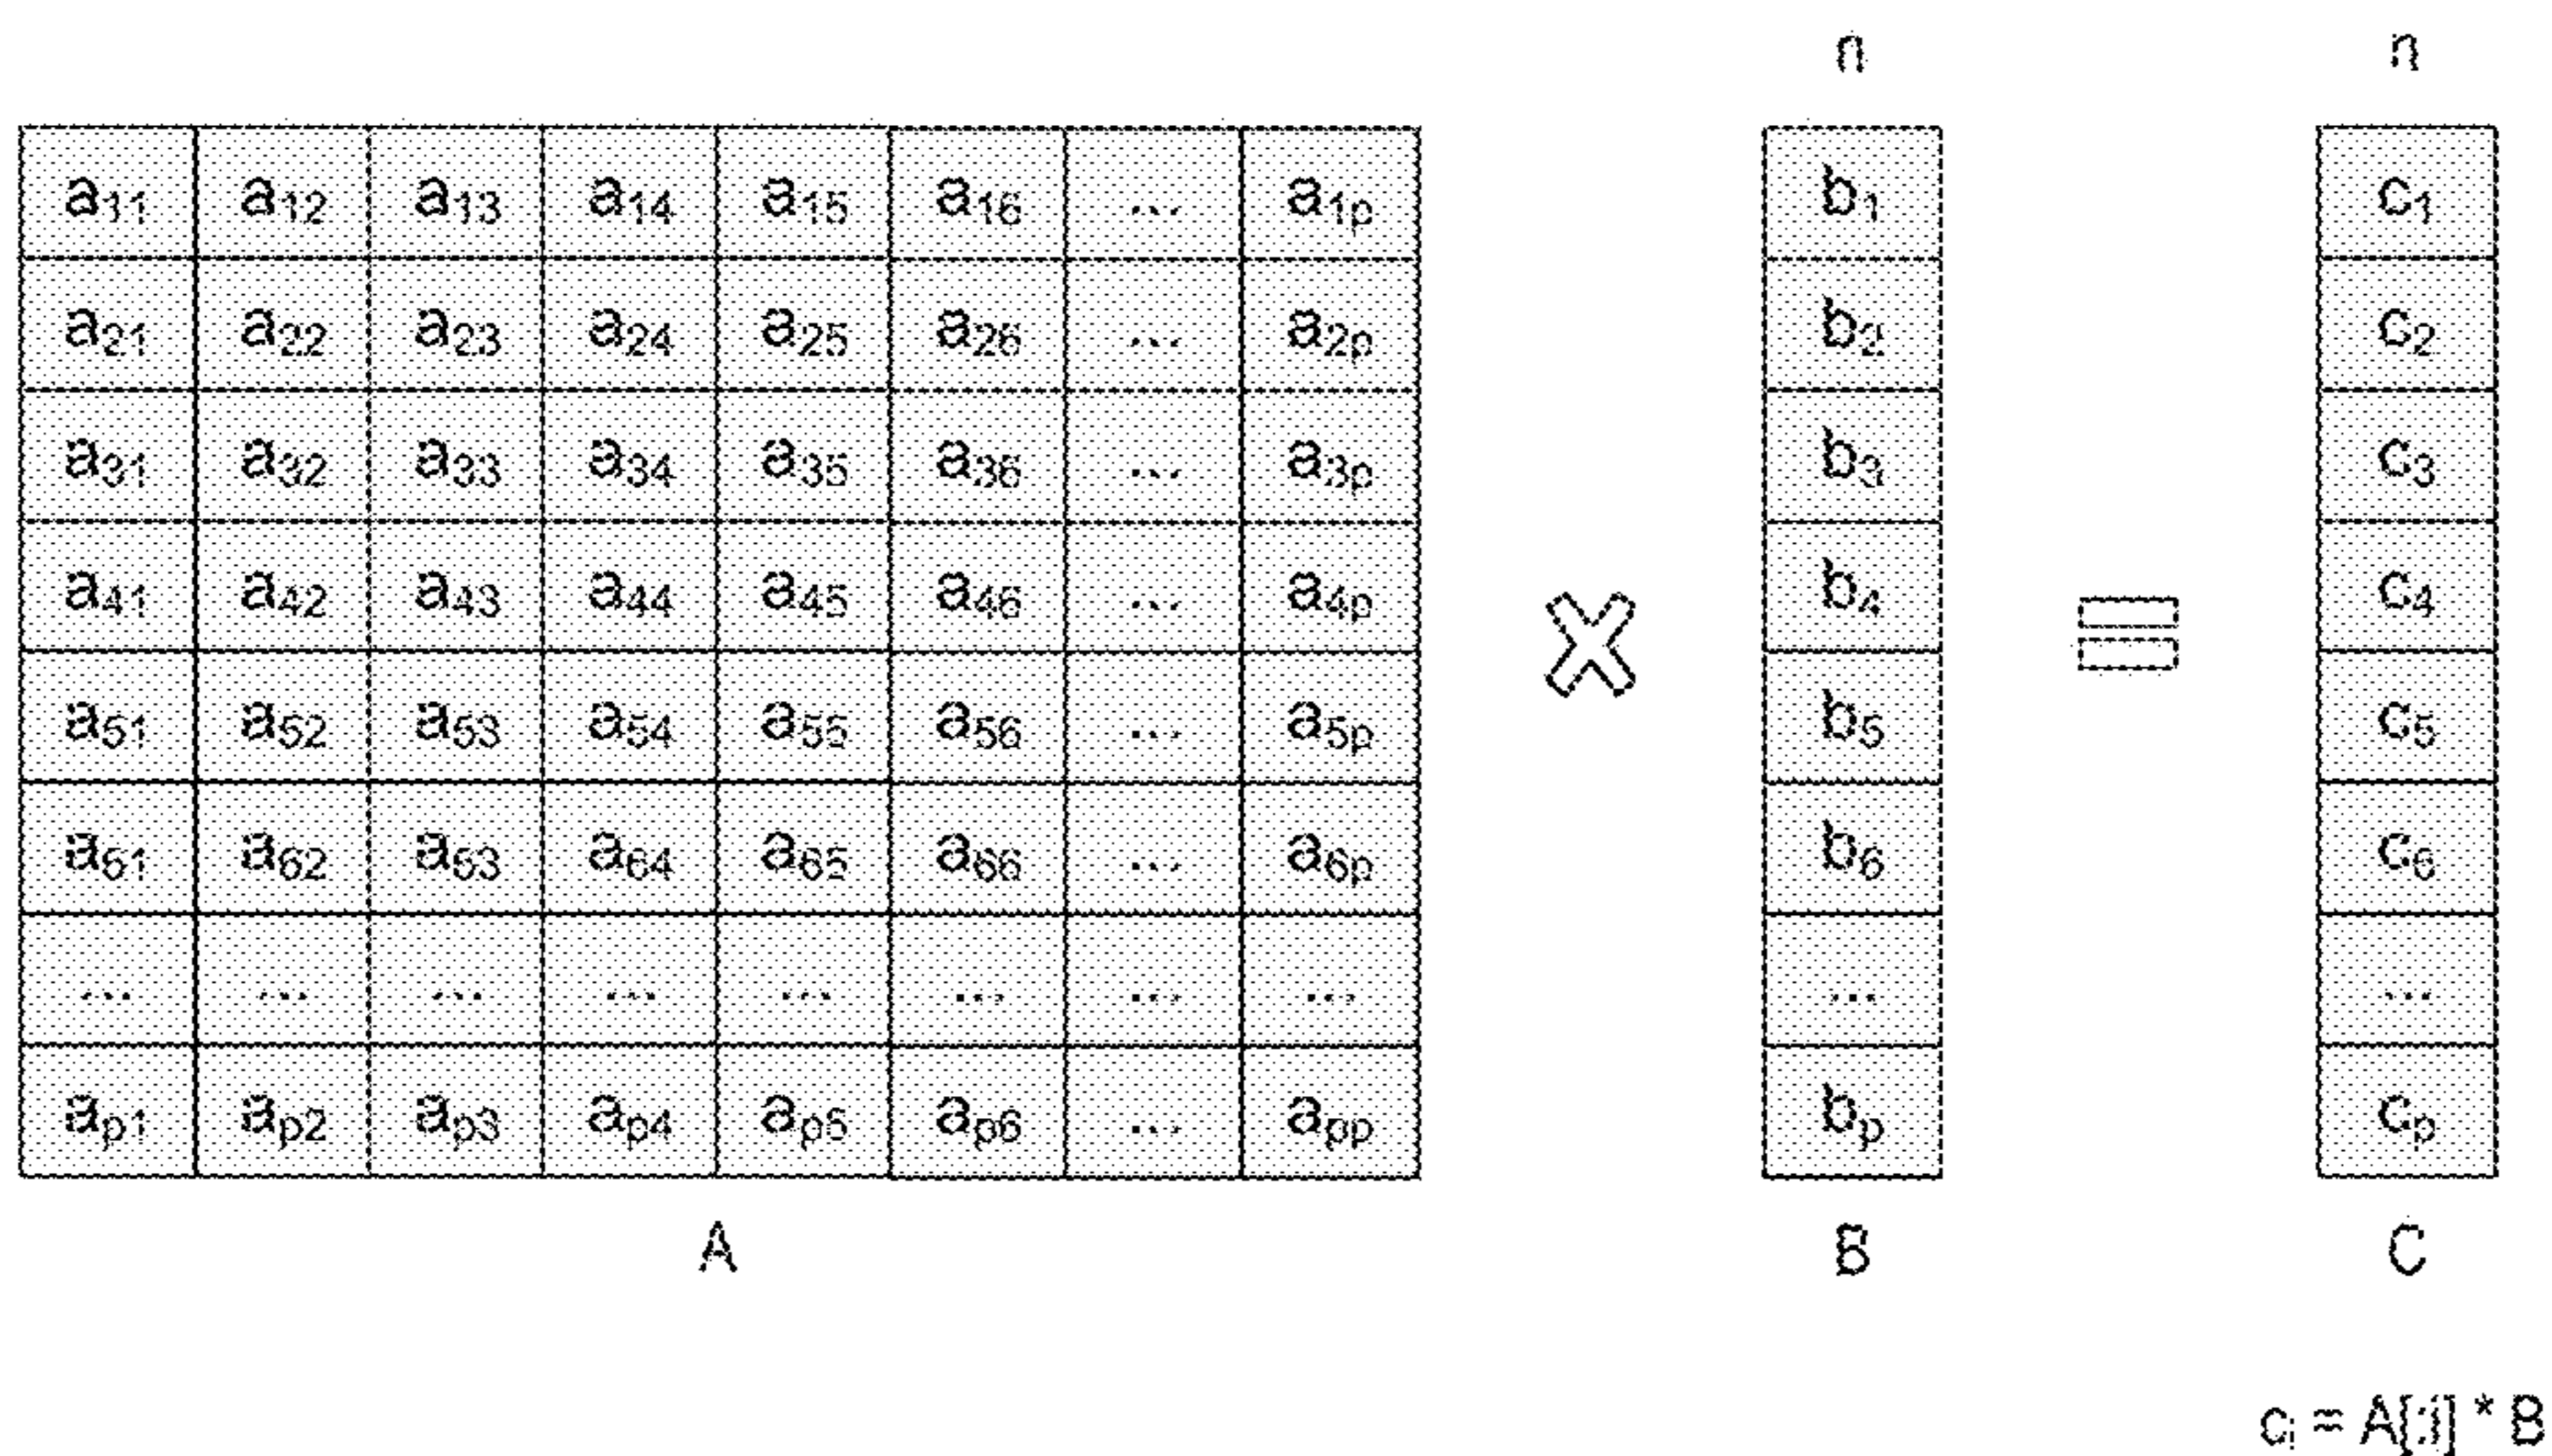 n n
a11 a12 a13 a14 a15 a16 ... a1p b1 c1
a21 a22 a23 a24 a25 a26 ... a2p b2 c2
a31 a32 a33 a34 a35 a36 ... a3p b3 c3
a41 a42 a43 a44 a45 a46 ... a4p b4 c4
× =
a51 a52 a53 a54 a55 a56 ... a5p b5 c5
a61 a62 a63 a64 a65 a66 ... a6p b6 c6
... ... ... ... ... ... ... ... ... ...
ap1 ap2 ap3 ap4 ap5 ap6 ... app bp cp
A B C
ci = A[:i] * B